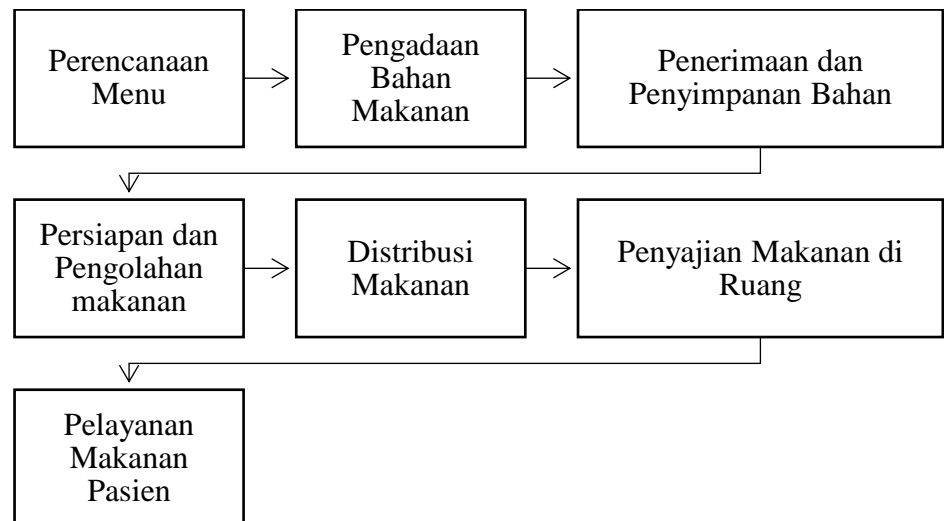 Perencanaan
Menu
Pengadaan
Bahan
Makanan
Penerimaan dan
Penyimpanan Bahan
Persiapan dan
Pengolahan
makanan
Distribusi
Makanan
Penyajian Makanan di
Ruang
Pelayanan
Makanan
Pasien